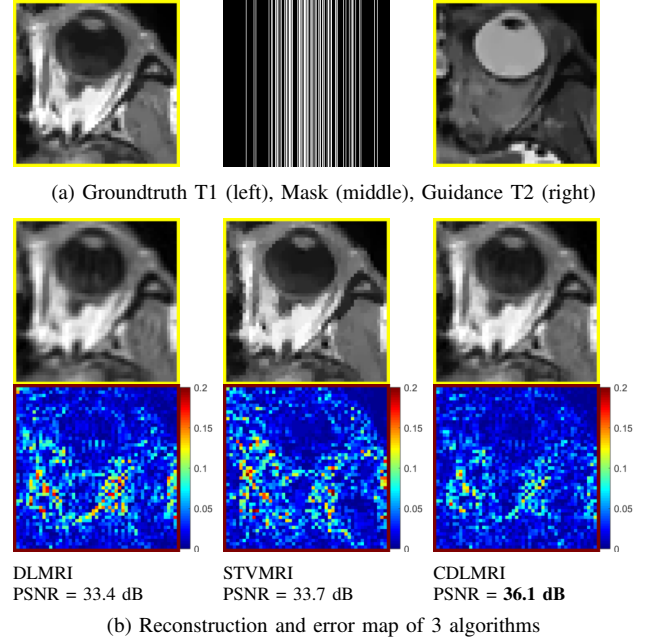 (a) Groundtruth T1 (left), Mask (middle), Guidance T2 (right)
0.2
0.15
0.1
0.05
0
0.2
0.15
0.1
0.05
0
0.2
0.15
0.1
0.05
0
DLMRI
PSNR = 33.4 dB
STVMRI
PSNR = 33.7 dB
CDLMRI
PSNR = 36.1 dB
(b) Reconstruction and error map of 3 algorithms